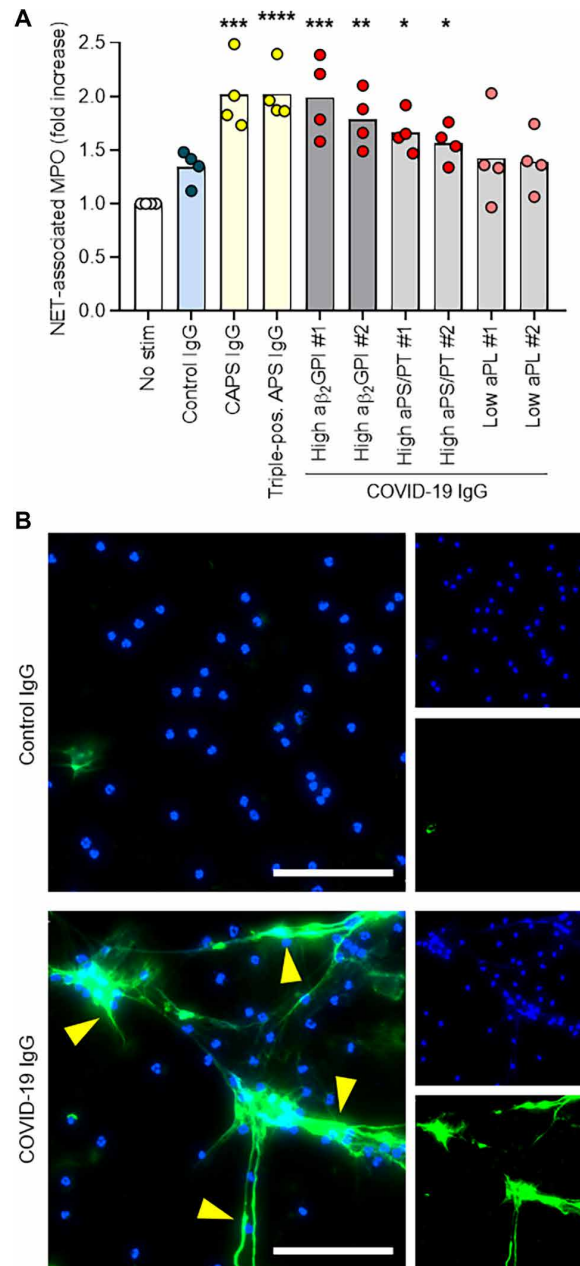 A
*** **** *** ** * *
NET-associated MPO (fold increase)
2.5
2.0
1.5
1.0
0.5
0.0
No stim
Control IgG
CAPS IgG
Triple-pos. APS IgG
High aβ₂GPI #1
High aβ₂GPI #2
High aPS/PT #1
High aPS/PT #2
Low aPL #1
Low aPL #2
COVID-19 IgG
B
Control IgG
COVID-19 IgG